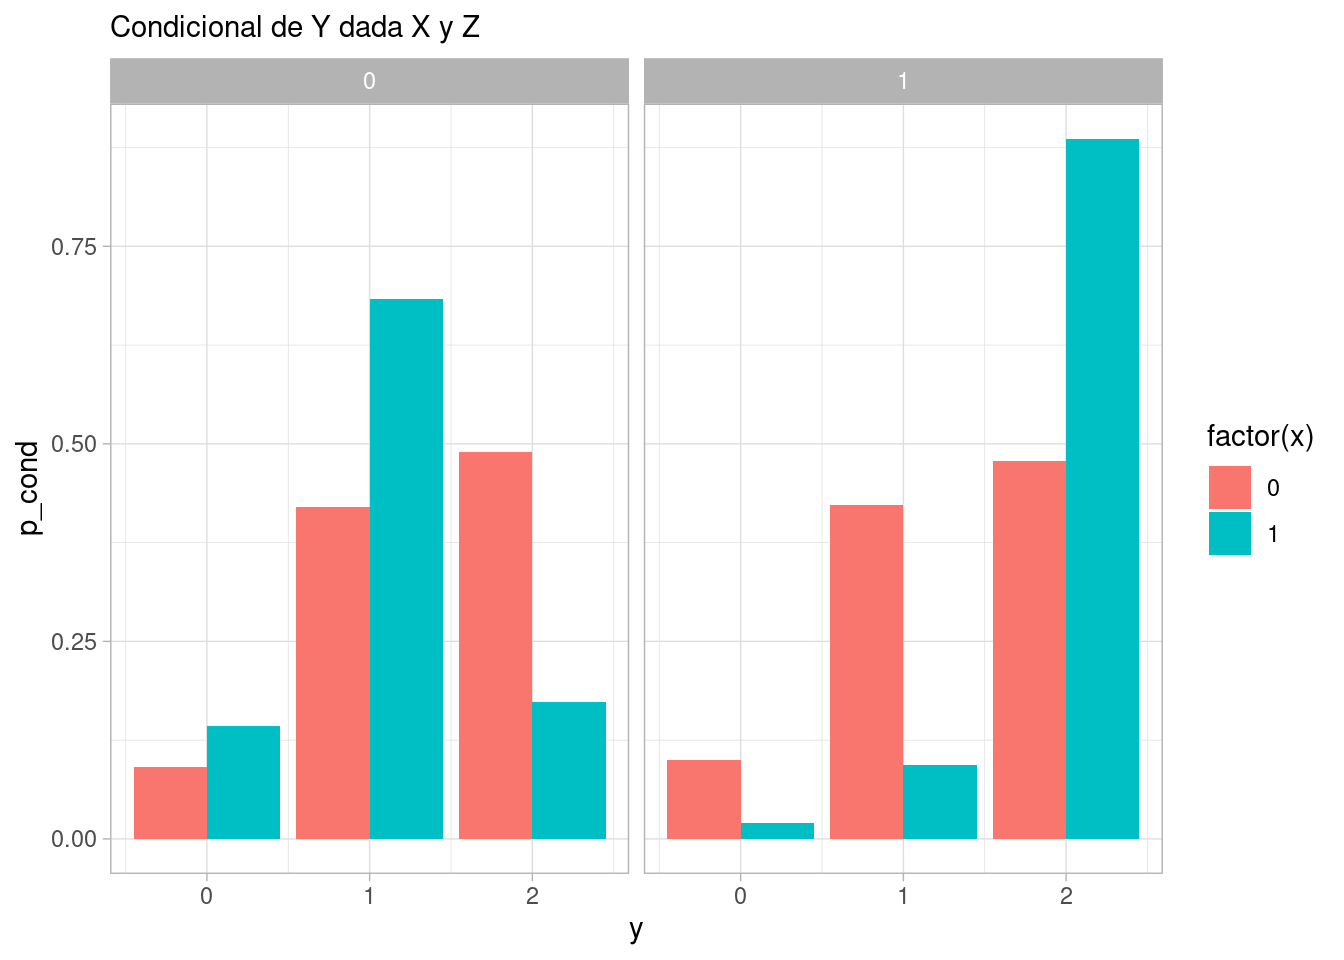 Condicional de Y dada X y Z
0 1
0.75
0.50
0.25
0.00
p_cond
0 1 2 0 1 2
y
factor(x)
0
1